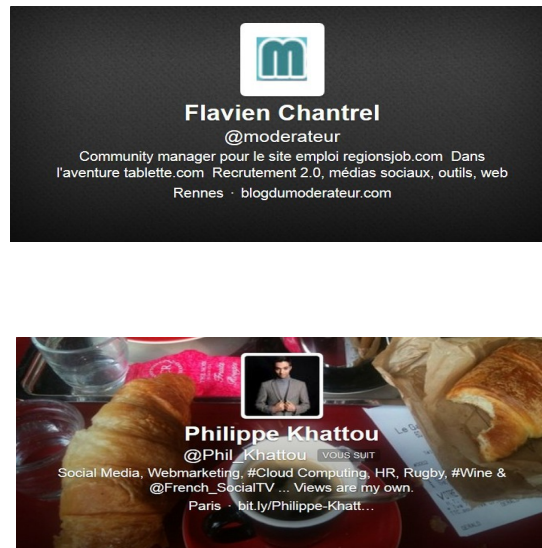 m
Flavien Chantrel
@moderateur
Community manager pour le site emploi regionsjob.com Dans
l'aventure tablette.com Recrutement 2.0, médias sociaux, outils, web
Rennes · blogdumoderateur.com
Philippe Khattou
@Phil_Khattou VOUS SUIT
Social Media, Webmarketing, #Cloud Computing, HR, Rugby, #Wine &
@French_SocialTV ... Views are my own.
Paris · bit.ly/Philippe-Khatt…